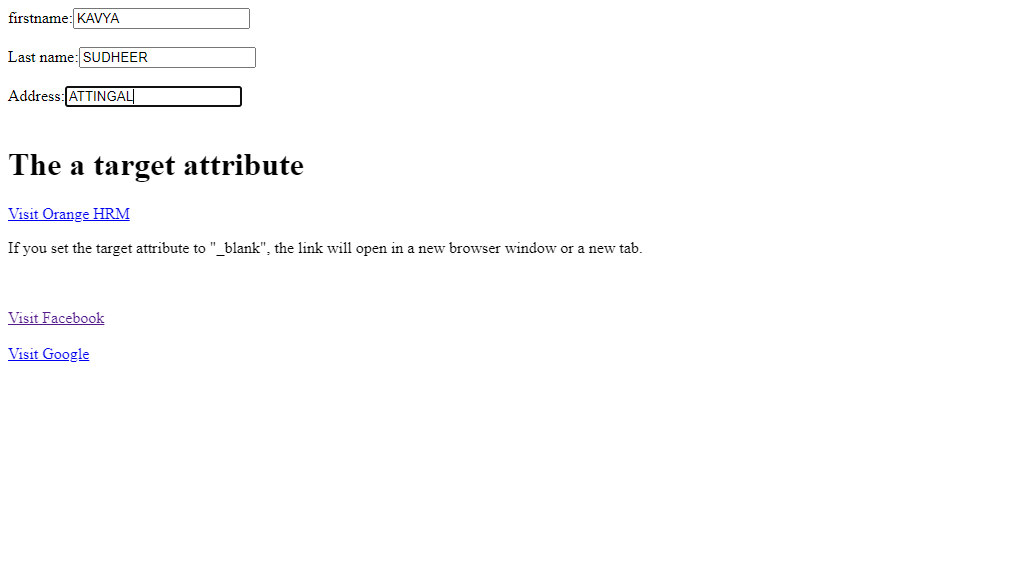 firstname: KAVYA
Last name: SUDHEER
Address: ATTINGAL
The a target attribute
Visit Orange HRM
If you set the target attribute to "_blank", the link will open in a new browser window or a new tab.
Visit Facebook
Visit Google